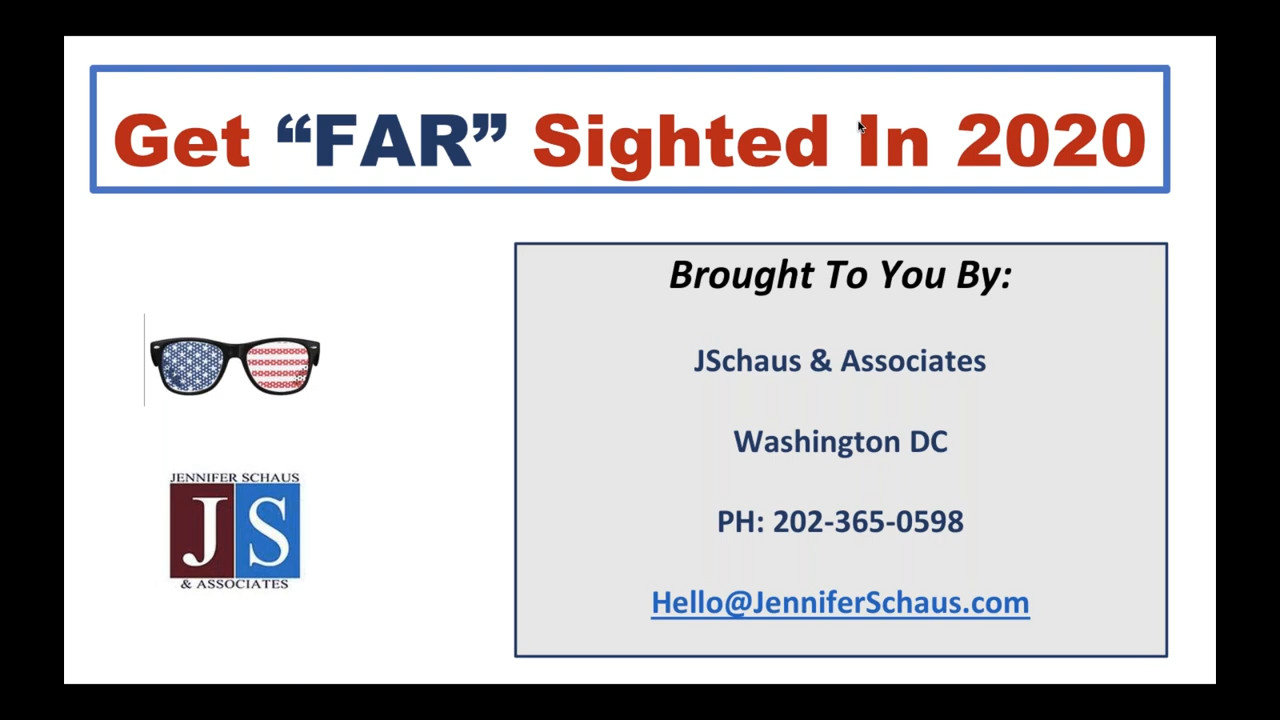 Get “FAR” Sighted In 2020
Brought To You By:
JSchaus & Associates
Washington DC
PH: 202-365-0598
Hello@JenniferSchaus.com
JENNIFER SCHAUS
JS
& ASSOCIATES